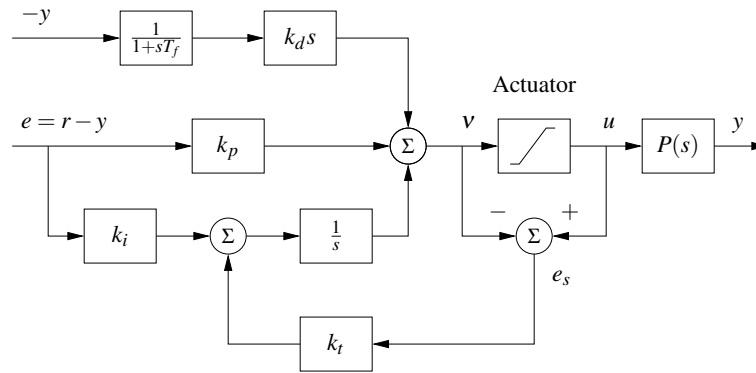 −y
1
1+sT_f
k_d s
Actuator
e = r − y
k_p
Σ
ν
u
P(s)
y
k_i
Σ
1
s
−
+
Σ
e_s
k_t